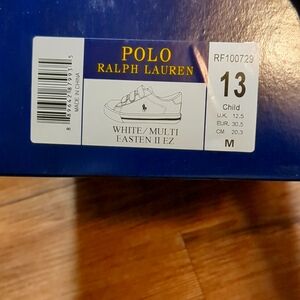 POLO
RALPH LAUREN
WHITE/MULTI
EASTEN II EZ
MADE IN CHINA
RF100729
13
Child
U.K. 12.5
EUR. 30.5
CM 20.3
M